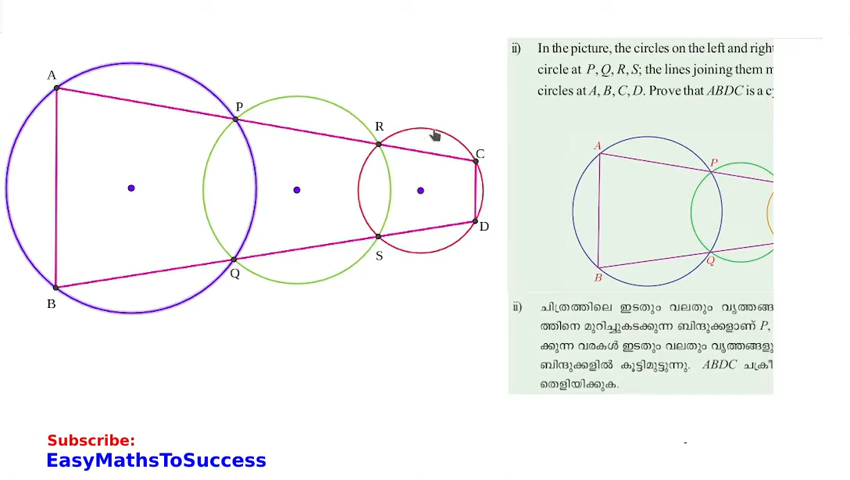 A
P
R
C
B
Q
S
D
ii) In the picture, the circles on the left and right
circle at P, Q, R, S; the lines joining them
circles at A, B, C, D. Prove that ABDC is a
A
P
Q
B
ii) ചിത്രത്തിലെ ഇടതും വലതും വൃത്തങ്ങ
ത്തിനെ മുറിച്ചുകടക്കുന്ന ബിന്ദുക്കളാണ് P,
ക്കുന്ന വരകൾ ഇടതും വലതും വൃത്തങ്ങളു
ബിന്ദുക്കളിൽ കൂട്ടിമുട്ടുന്നു. ABDC ചക്രീ
തെളിയിക്കുക.
Subscribe:
EasyMathsToSuccess